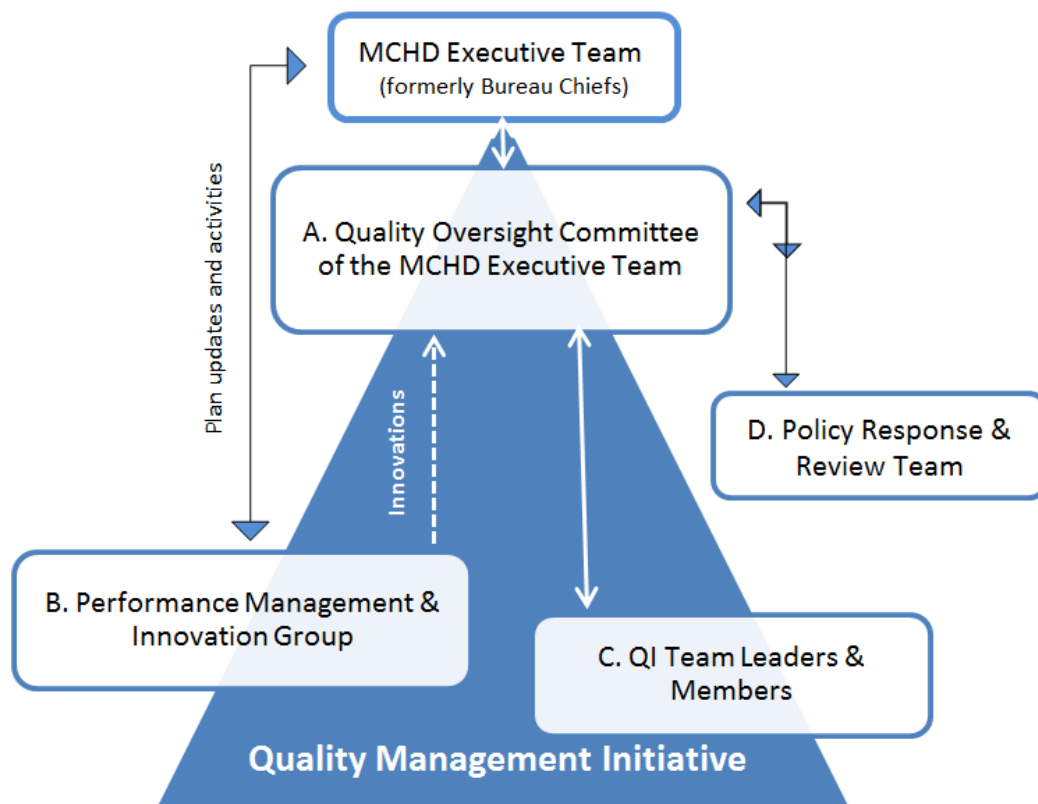 MCHD Executive Team
(formerly Bureau Chiefs)
A. Quality Oversight Committee
of the MCHD Executive Team
Plan updates and activities
Innovations
D. Policy Response &
Review Team
B. Performance Management &
Innovation Group
C. QI Team Leaders &
Members
Quality Management Initiative